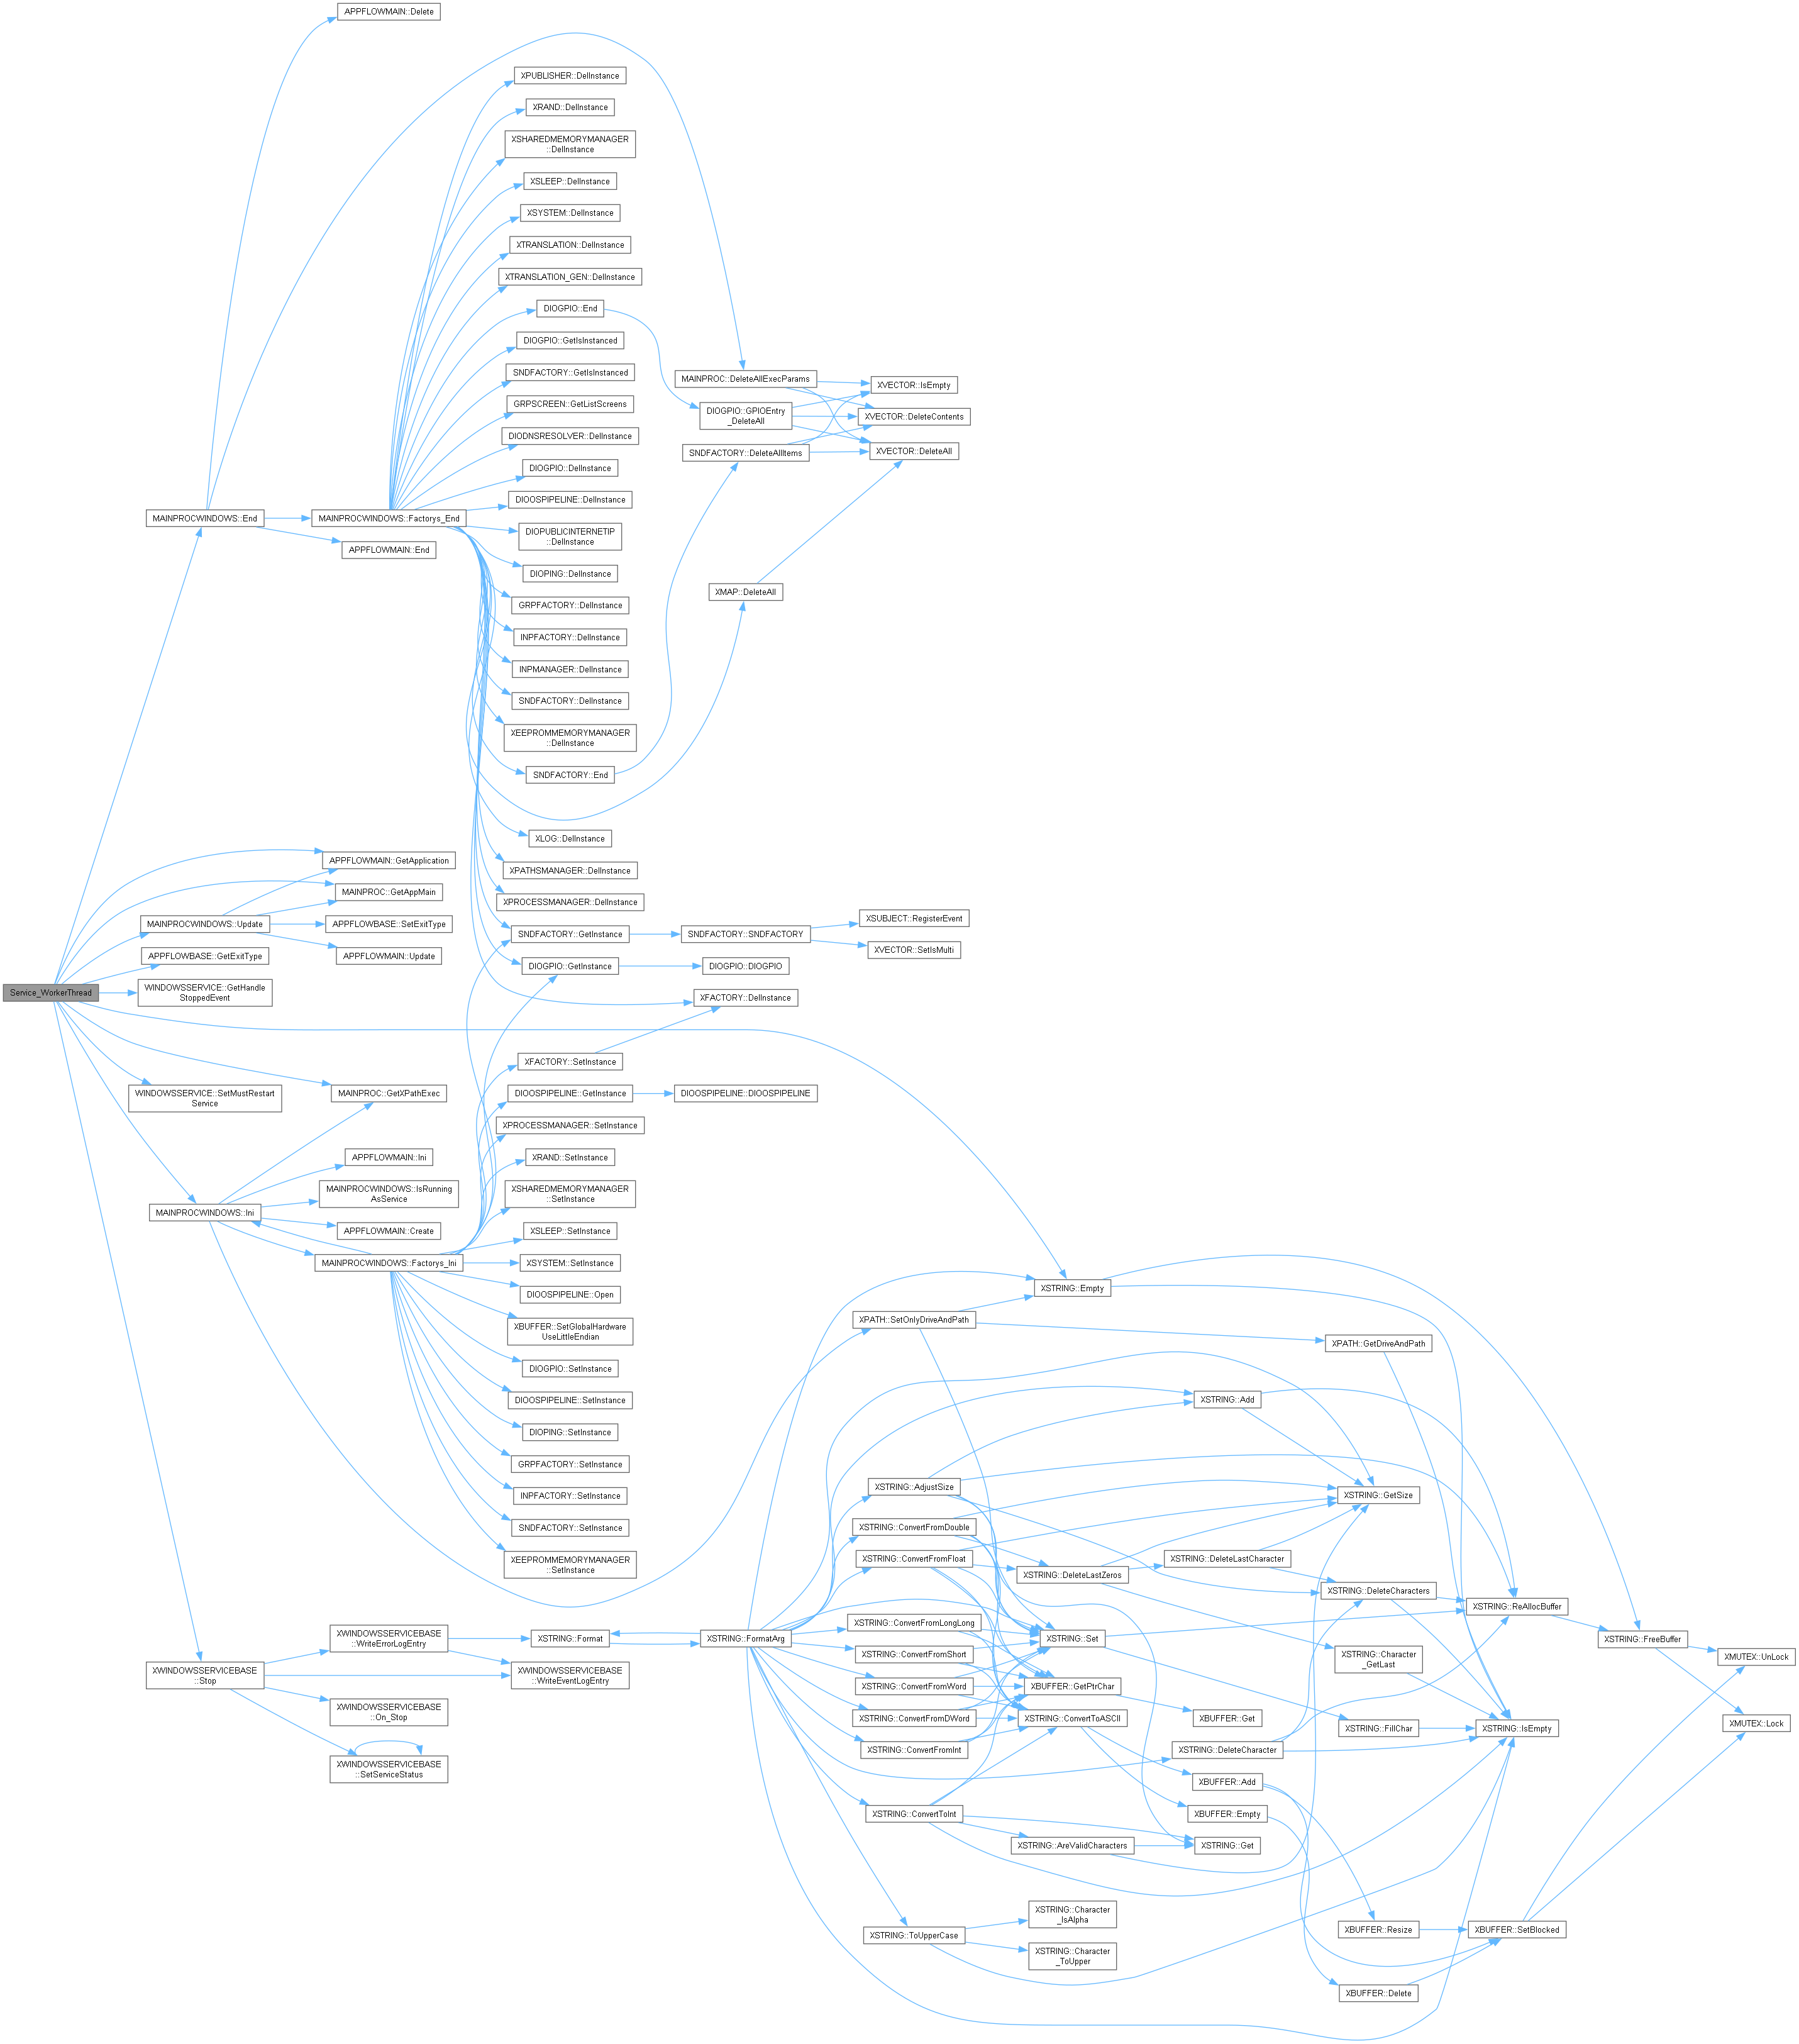 APPFLOWMAIN::Delete
XPUBLISHER::DelInstance
XRAND::DelInstance
XSHAREDMEMORYMANAGER
::DelInstance
XSLEEP::DelInstance
XSYSTEM::DelInstance
XTRANSLATION::DelInstance
XTRANSLATION_GEN::DelInstance
DIOGPIO::End
DIOGPIO::GetIsInstanced
SNDFACTORY::GetIsInstanced
GRPSCREEN::GetListScreens
DIODNSRESOLVER::DelInstance
DIOGPIO::DelInstance
DIOOSPIPELINE::DelInstance
DIOPUBLICINTERNETIP
::DelInstance
DIOPING::DelInstance
GRPFACTORY::DelInstance
INPFACTORY::DelInstance
INPMANAGER::DelInstance
SNDFACTORY::DelInstance
XEEPROMMEMORYMANAGER
::DelInstance
SNDFACTORY::End
XLOG::DelInstance
XPATHSMANAGER::DelInstance
XPROCESSMANAGER::DelInstance
MAINPROC::DeleteAllExecParams
XVECTOR::IsEmpty
DIOGPIO::GPIOEntry
_DeleteAll
XVECTOR::DeleteContents
SNDFACTORY::DeleteAllItems
XVECTOR::DeleteAll
XMAP::DeleteAll
MAINPROCWINDOWS::End
MAINPROCWINDOWS::Factorys_End
APPFLOWMAIN::End
APPFLOWMAIN::GetApplication
MAINPROC::GetAppMain
MAINPROCWINDOWS::Update
APPFLOWBASE::SetExitType
APPFLOWMAIN::Update
APPFLOWBASE::GetExitType
Service_WorkerThread
WINDOWSSERVICE::GetHandle
StoppedEvent
SNDFACTORY::GetInstance
SNDFACTORY::SNDFACTORY
XSUBJECT::RegisterEvent
XVECTOR::SetIsMulti
DIOGPIO::GetInstance
DIOGPIO::DIOGPIO
XFACTORY::DelInstance
XFACTORY::SetInstance
WINDOWSSERVICE::SetMustRestart
Service
MAINPROC::GetXPathExec
DIOOSPIPELINE::GetInstance
DIOOSPIPELINE::DIOOSPIPELINE
XPROCESSMANAGER::SetInstance
APPFLOWMAIN::Ini
XRAND::SetInstance
MAINPROCWINDOWS::IsRunning
AsService
XSHAREDMEMORYMANAGER
::SetInstance
MAINPROCWINDOWS::Ini
APPFLOWMAIN::Create
XSLEEP::SetInstance
MAINPROCWINDOWS::Factorys_Ini
XSYSTEM::SetInstance
DIOOSPIPELINE::Open
XBUFFER::SetGlobalHardware
UseLittleEndian
DIOGPIO::SetInstance
DIOOSPIPELINE::SetInstance
DIOPING::SetInstance
GRPFACTORY::SetInstance
INPFACTORY::SetInstance
SNDFACTORY::SetInstance
XEEPROMMEMORYMANAGER
::SetInstance
XSTRING::Empty
XPATH::SetOnlyDriveAndPath
XPATH::GetDriveAndPath
XSTRING::Add
XSTRING::AdjustSize
XSTRING::GetSize
XSTRING::ConvertFromDouble
XSTRING::ConvertFromFloat
XSTRING::DeleteLastCharacter
XSTRING::DeleteLastZeros
XSTRING::DeleteCharacters
XSTRING::ReAllocBuffer
XSTRING::ConvertFromLongLong
XSTRING::FormatArg
XSTRING::Set
XSTRING::FreeBuffer
XWINDOWSSERVICEBASE
::WriteErrorLogEntry
XSTRING::Format
XSTRING::ConvertFromShort
XSTRING::Character
_GetLast
XMUTEX::UnLock
XWINDOWSSERVICEBASE
::Stop
XWINDOWSSERVICEBASE
::WriteEventLogEntry
XSTRING::ConvertFromWord
XBUFFER::GetPtrChar
XWINDOWSSERVICEBASE
::On_Stop
XSTRING::ConvertFromDWord
XSTRING::ConvertToASCII
XBUFFER::Get
XSTRING::FillChar
XSTRING::IsEmpty
XMUTEX::Lock
XSTRING::ConvertFromInt
XSTRING::DeleteCharacter
XWINDOWSSERVICEBASE
::SetServiceStatus
XBUFFER::Add
XSTRING::ConvertToInt
XBUFFER::Empty
XSTRING::AreValidCharacters
XSTRING::Get
XSTRING::Character
_IsAlpha
XSTRING::ToUpperCase
XSTRING::Character
_ToUpper
XBUFFER::Resize
XBUFFER::SetBlocked
XBUFFER::Delete